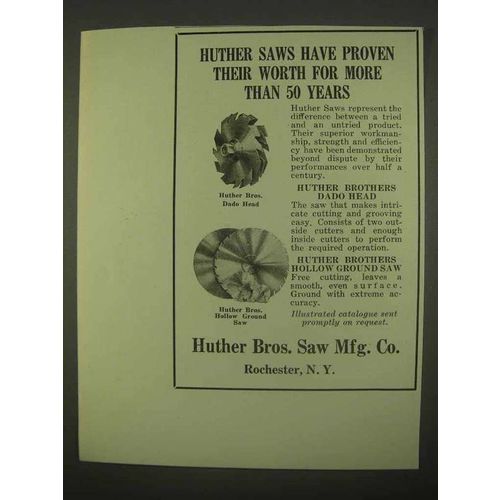 HUTHER SAWS HAVE PROVEN
THEIR WORTH FOR MORE
THAN 50 YEARS
Huther Saws represent the
difference between a tried
and an untried product.
Their superior workman-
ship, strength and efficien-
cy have been demonstrated
beyond dispute by their
performances over half a
century.
Huther Bros.
Dado Head
HUTHER BROTHERS
DADO HEAD
The saw that makes intri-
cate cutting and grooving
easy. Consists of two out-
side cutters and enough
inside cutters to perform
the required operation.
HUTHER BROTHERS
HOLLOW GROUND SAW
Free cutting, leaves a
smooth, even surface.
Ground with extreme ac-
curacy.
Huther Bros.
Hollow Ground
Saw
Illustrated catalogue sent
promptly on request.
Huther Bros. Saw Mfg. Co.
Rochester, N. Y.